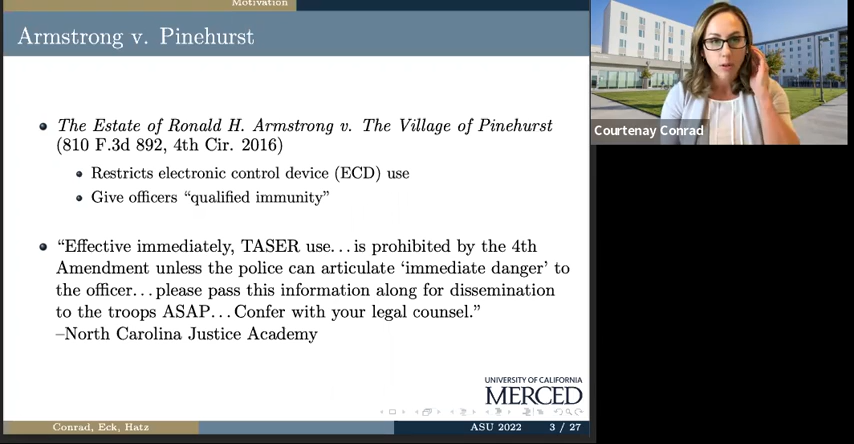 Motivation
Armstrong v. Pinehurst
The Estate of Ronald H. Armstrong v. The Village of Pinehurst
(810 F.3d 892, 4th Cir. 2016)
Restricts electronic control device (ECD) use
Give officers “qualified immunity”
“Effective immediately, TASER use...is prohibited by the 4th
Amendment unless the police can articulate ‘immediate danger’ to
the officer...please pass this information along for dissemination
to the troops ASAP...Confer with your legal counsel.”
–North Carolina Justice Academy
UNIVERSITY OF CALIFORNIA
MERCED
Conrad, Eck, Hatz
ASU 2022
3 / 27
Courtenay Conrad